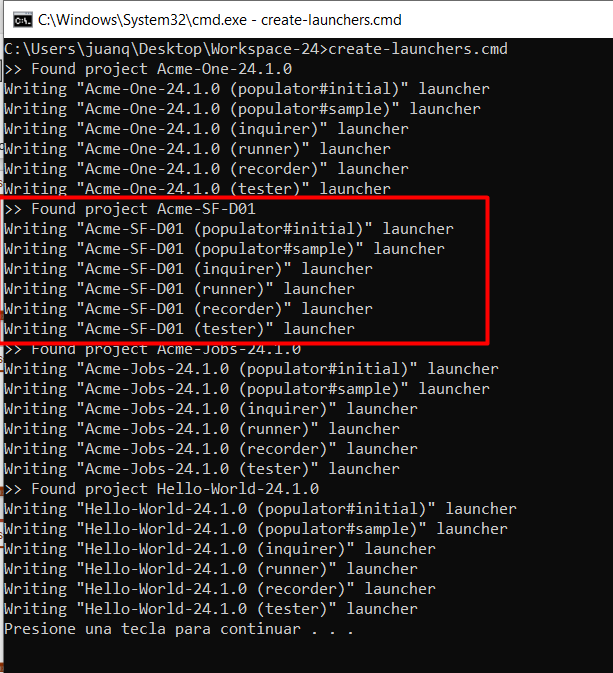 C:\Windows\System32\cmd.exe - create-launchers.cmd
C:\Users\juanq\Desktop\Workspace-24>create-launchers.cmd
>> Found project Acme-One-24.1.0
Writing "Acme-One-24.1.0 (populator#initial)" launcher
Writing "Acme-One-24.1.0 (populator#sample)" launcher
Writing "Acme-One-24.1.0 (inquirer)" launcher
Writing "Acme-One-24.1.0 (runner)" launcher
Writing "Acme-One-24.1.0 (recorder)" launcher
Writing "Acme-One-24.1.0 (tester)" launcher
>> Found project Acme-SF-D01
Writing "Acme-SF-D01 (populator#initial)" launcher
Writing "Acme-SF-D01 (populator#sample)" launcher
Writing "Acme-SF-D01 (inquirer)" launcher
Writing "Acme-SF-D01 (runner)" launcher
Writing "Acme-SF-D01 (recorder)" launcher
Writing "Acme-SF-D01 (tester)" launcher
>> Found project Acme-Jobs-24.1.0
Writing "Acme-Jobs-24.1.0 (populator#initial)" launcher
Writing "Acme-Jobs-24.1.0 (populator#sample)" launcher
Writing "Acme-Jobs-24.1.0 (inquirer)" launcher
Writing "Acme-Jobs-24.1.0 (runner)" launcher
Writing "Acme-Jobs-24.1.0 (recorder)" launcher
Writing "Acme-Jobs-24.1.0 (tester)" launcher
>> Found project Hello-World-24.1.0
Writing "Hello-World-24.1.0 (populator#initial)" launcher
Writing "Hello-World-24.1.0 (populator#sample)" launcher
Writing "Hello-World-24.1.0 (inquirer)" launcher
Writing "Hello-World-24.1.0 (runner)" launcher
Writing "Hello-World-24.1.0 (recorder)" launcher
Writing "Hello-World-24.1.0 (tester)" launcher
Presione una tecla para continuar . . .